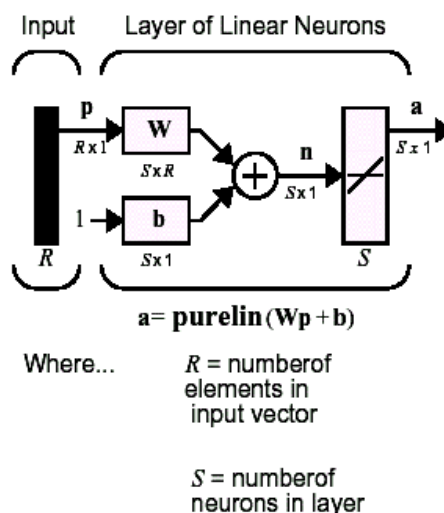 Input Layer of Linear Neurons
p W n a
R x 1 S x R S x 1 S x 1
1 b
R S x 1 S
a= purelin (Wp + b)
Where... R = numberof
elements in
input vector
S = numberof
neurons in layer